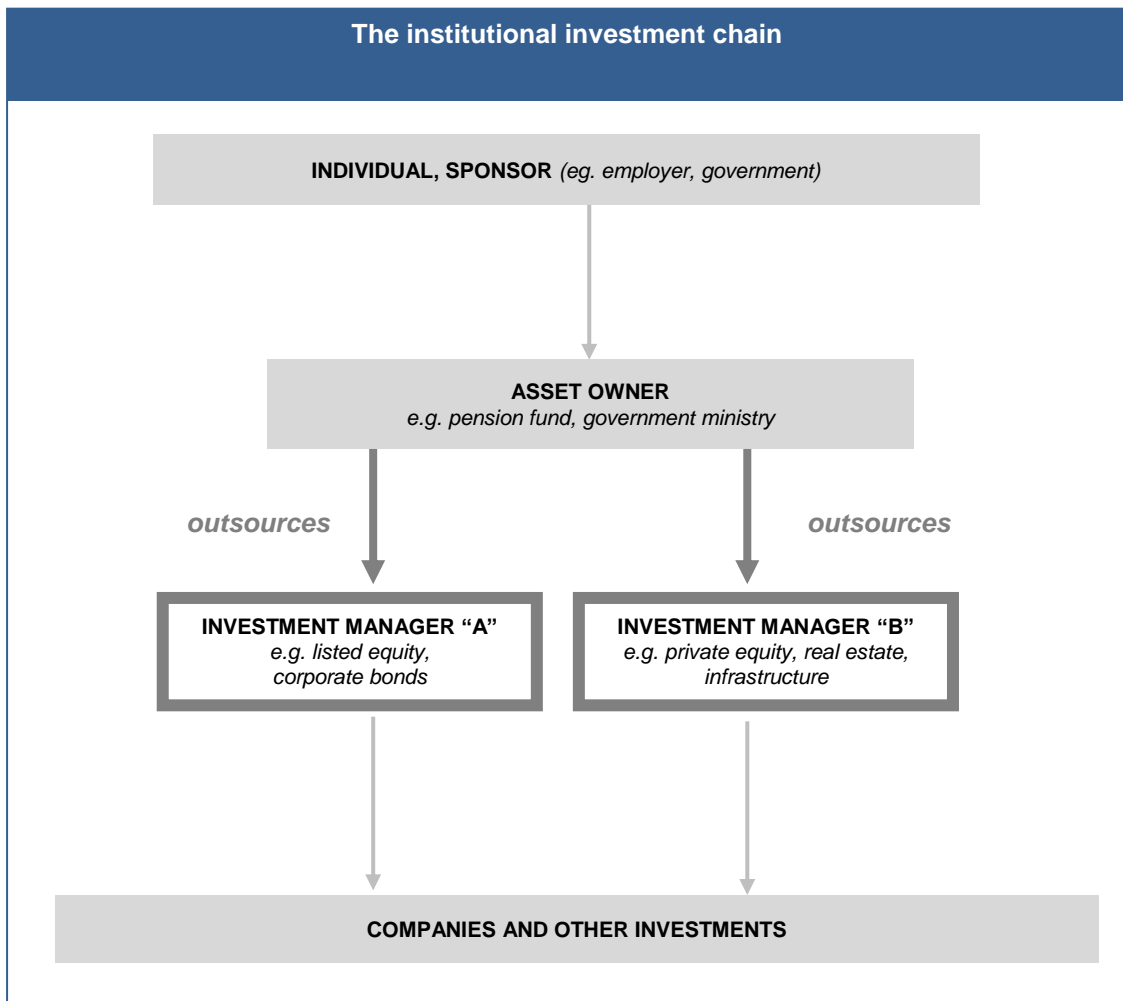 The institutional investment chain
INDIVIDUAL, SPONSOR (eg. employer, government)
ASSET OWNER
e.g. pension fund, government ministry
outsources
outsources
INVESTMENT MANAGER “A”
e.g. listed equity,
corporate bonds
INVESTMENT MANAGER “B”
e.g. private equity, real estate,
infrastructure
COMPANIES AND OTHER INVESTMENTS